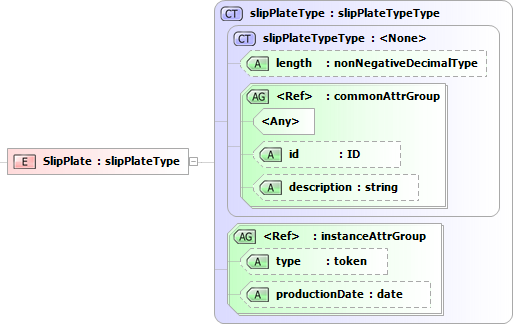 CT slipPlateType : slipPlateTypeType
CT slipPlateTypeType : <None>
A length : nonNegativeDecimalType
AG <Ref> : commonAttrGroup
<Any>
A id : ID
E SlipPlate : slipPlateType
A description : string
AG <Ref> : instanceAttrGroup
A type : token
A productionDate : date